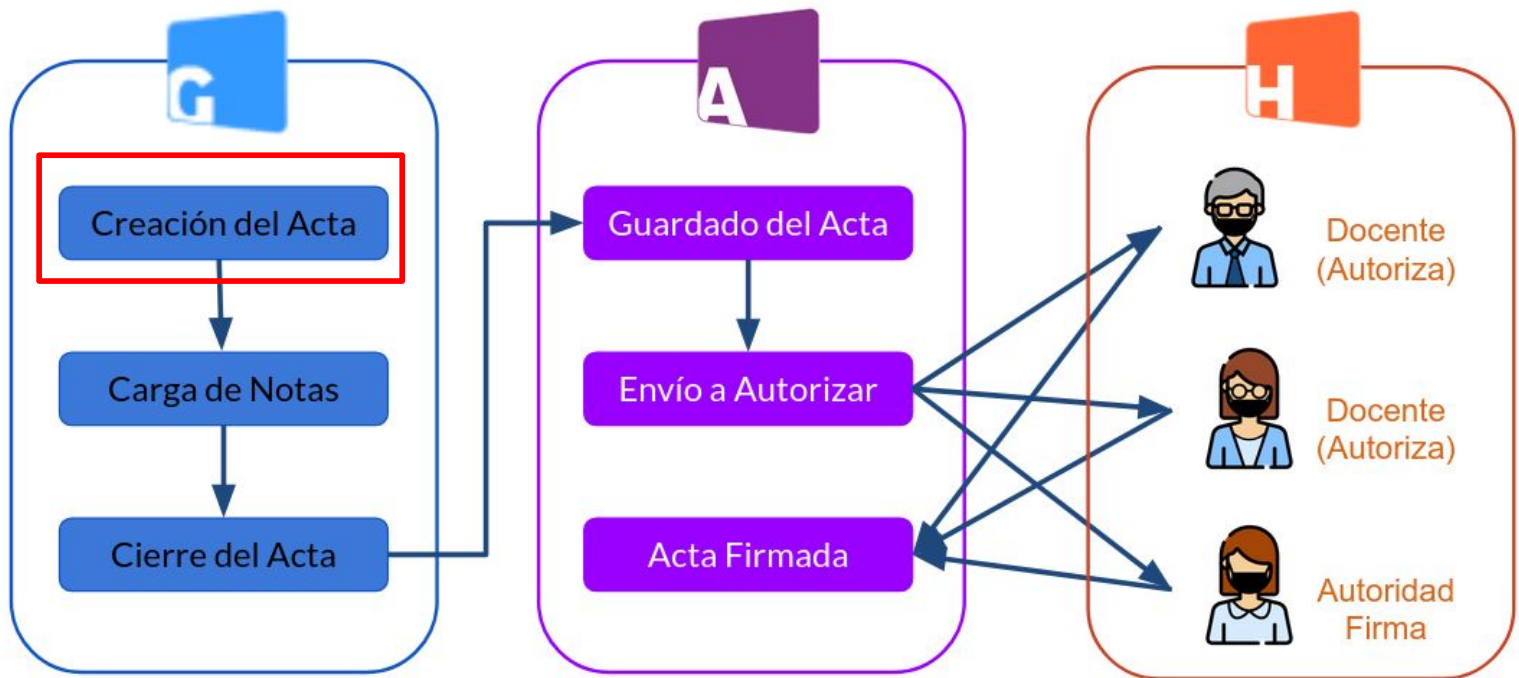 G
Creación del Acta
Carga de Notas
Cierre del Acta
A
Guardado del Acta
Envío a Autorizar
Acta Firmada
H
Docente
(Autoriza)
Docente
(Autoriza)
Autoridad
Firma